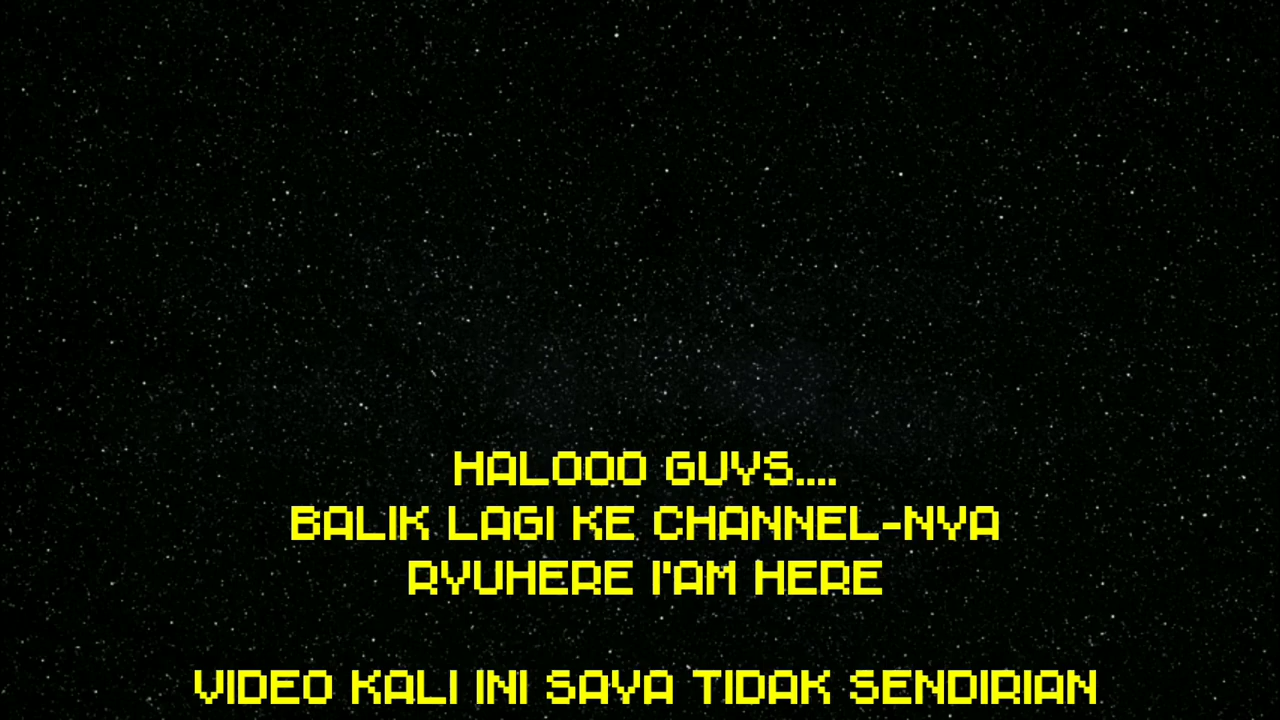 HALOOO GUYS....
BALIK LAGI KE CHANNEL-NYA
RYUHERE I'AM HERE
VIDEO KALI INI SAYA TIDAK SENDIRIAN